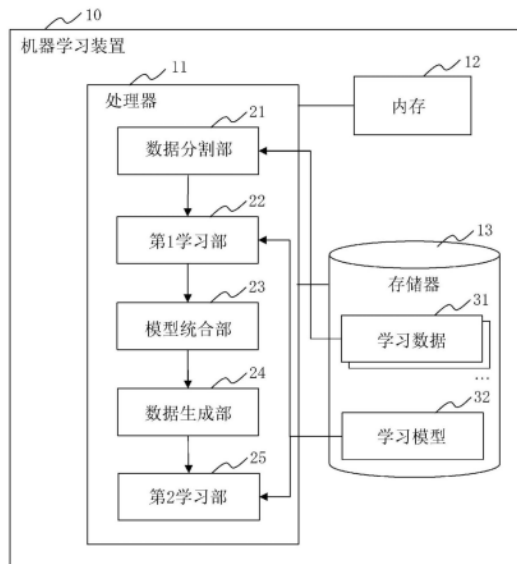 10
机器学习装置
11
处理器
12
内存
21
数据分割部
22
第1学习部
13
存储器
23
模型统合部
31
学习数据
...
24
数据生成部
32
学习模型
25
第2学习部